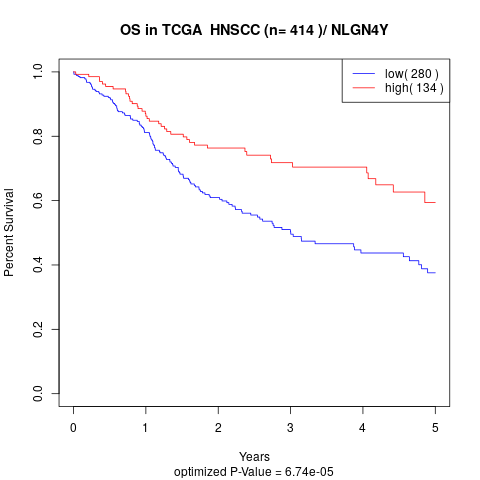 OS in TCGA  HNSCC (n= 414 )/ NLGN4Y
low( 280 )
high( 134 )
Percent Survival
1.0
0.8
0.6
0.4
0.2
0.0
0 1 2 3 4 5
Years
optimized P-Value = 6.74e-05